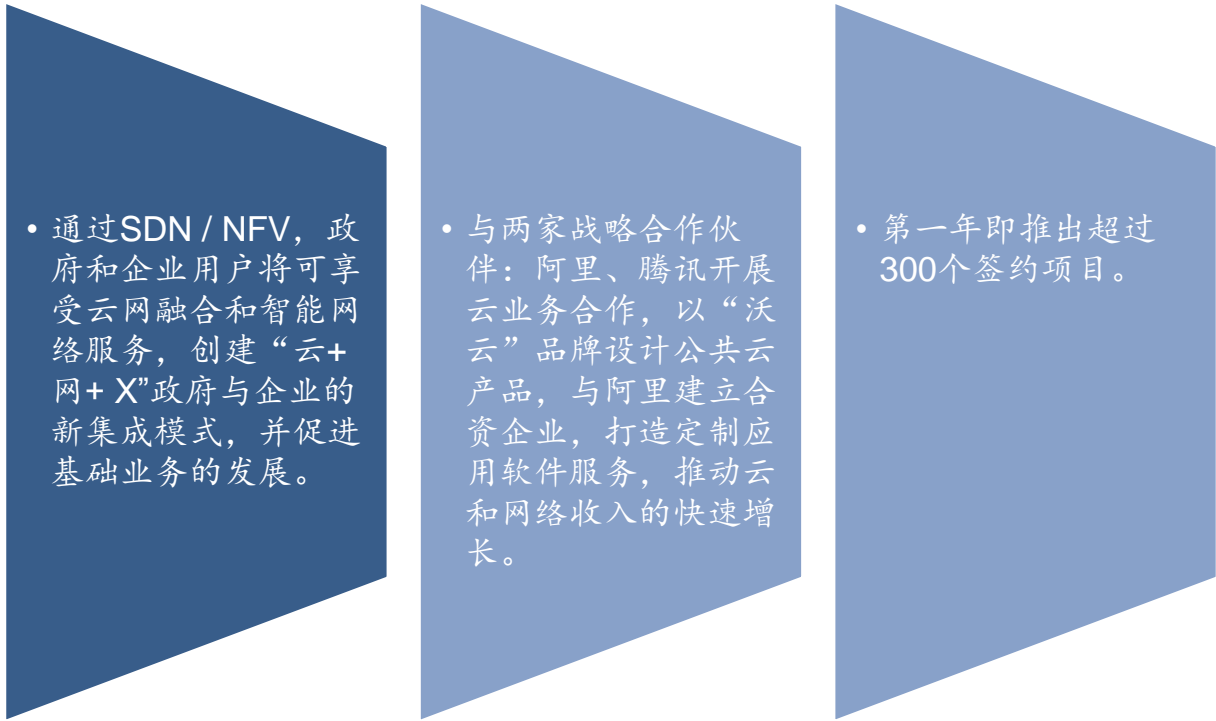 • 通过SDN / NFV，政
府和企业用户将可享
受云网融合和智能网
络服务，创建“云+
网+ X”政府与企业的
新集成模式，并促进
基础业务的发展。
• 与两家战略合作伙
伴：阿里、腾讯开展
云业务合作，以“沃
云”品牌设计公共云
产品，与阿里建立合
资企业，打造定制应
用软件服务，推动云
和网络收入的快速增
长。
• 第一年即推出超过
300个签约项目。